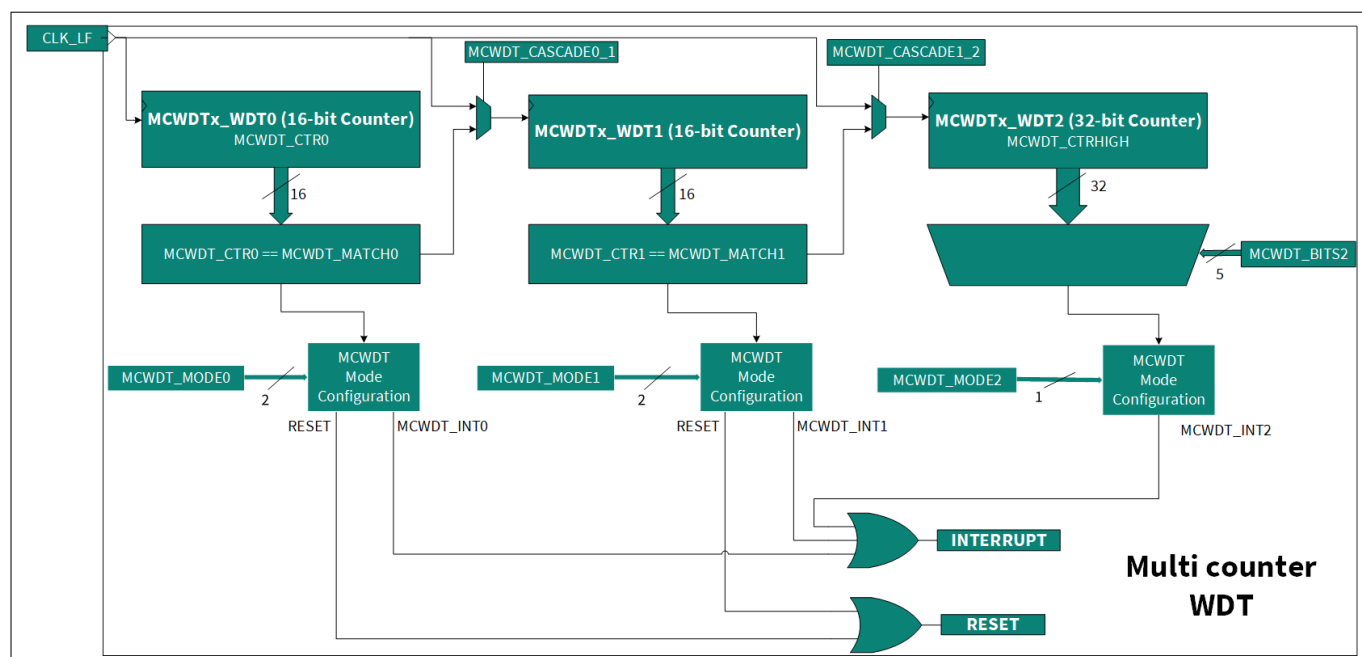 CLK_LF
MCWDT_CASCADE0_1
MCWDT_CASCADE1_2
MCWDTx_WDT0 (16-bit Counter)
MCWDT_CTR0
MCWDTx_WDT1 (16-bit Counter)
MCWDTx_WDT2 (32-bit Counter)
MCWDT_CTRHIGH
16
16
32
MCWDT_CTR0 == MCWDT_MATCH0
MCWDT_CTR1 == MCWDT_MATCH1
MCWDT_BITS2
5
MCWDT_MODE0
2
MCWDT
Mode
Configuration
MCWDT_MODE1
2
MCWDT
Mode
Configuration
MCWDT_MODE2
1
MCWDT
Mode
Configuration
RESET
MCWDT_INT0
RESET
MCWDT_INT1
MCWDT_INT2
INTERRUPT
RESET
Multi counter
WDT